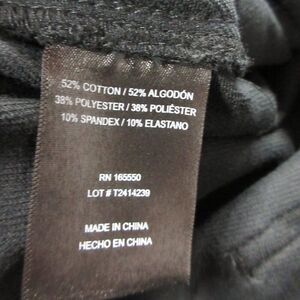 52% COTTON / 52% ALGODÓN
38% POLYESTER / 38% POLIÉSTER
10% SPANDEX / 10% ELASTANO
RN 165550
LOT # T2414239
MADE IN CHINA
HECHO EN CHINA